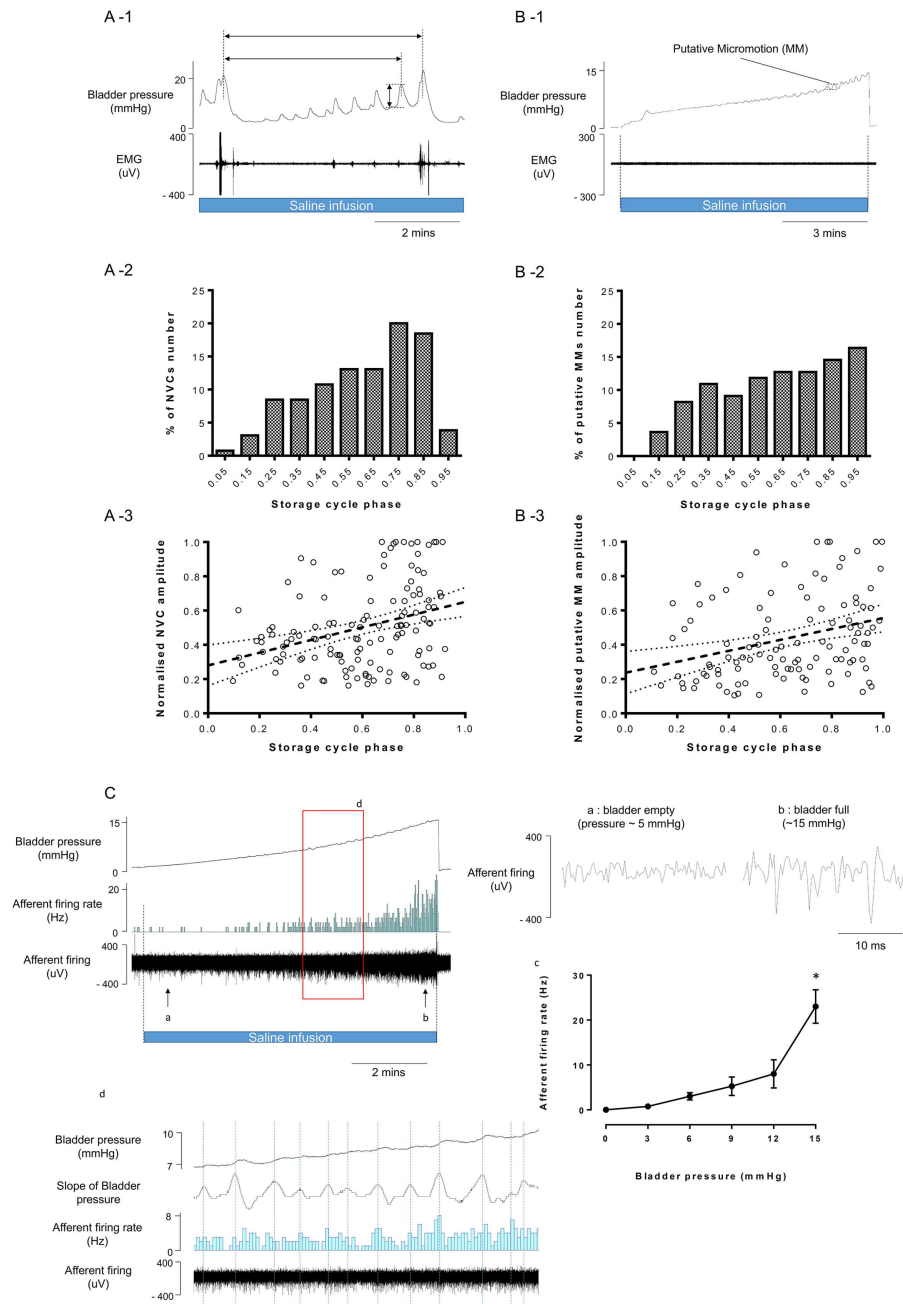 A -1
20
Bladder pressure
(mmHg)
0
400
EMG
(uV)
- 400
Saline infusion
2 mins
B -1
Putative Micromotion (MM)
15
Bladder pressure
(mmHg)
0
300
EMG
(uV)
- 300
Saline infusion
3 mins
A -2
% of NVCs number
25
20
15
10
5
0
0.05 0.15 0.25 0.35 0.45 0.55 0.65 0.75 0.85 0.95
Storage cycle phase
B -2
% of putative MMs number
25
20
15
10
5
0
0.05 0.15 0.25 0.35 0.45 0.55 0.65 0.75 0.85 0.95
Storage cycle phase
A -3
Normalised NVC amplitude
1.0
0.8
0.6
0.4
0.2
0.0
0.0 0.2 0.4 0.6 0.8 1.0
Storage cycle phase
B -3
Normalised putative MM amplitude
1.0
0.8
0.6
0.4
0.2
0.0
0.0 0.2 0.4 0.6 0.8 1.0
Storage cycle phase
C
d
15
Bladder pressure
(mmHg)
0
20
Afferent firing rate
(Hz)
0
400
Afferent firing
(uV)
- 400
a
b
Saline infusion
2 mins
a : bladder empty
(pressure ~ 5 mmHg)
b : bladder full
(~15 mmHg)
400
Afferent firing
(uV)
- 400
10 ms
c
Afferent firing rate (Hz)
30
20
10
0
*
0 3 6 9 12 15
Bladder pressure (mmHg)
d
Bladder pressure
(mmHg)
10
7
Slope of Bladder
pressure
8
Afferent firing rate
(Hz)
0
400
Afferent firing
(uV)
- 400